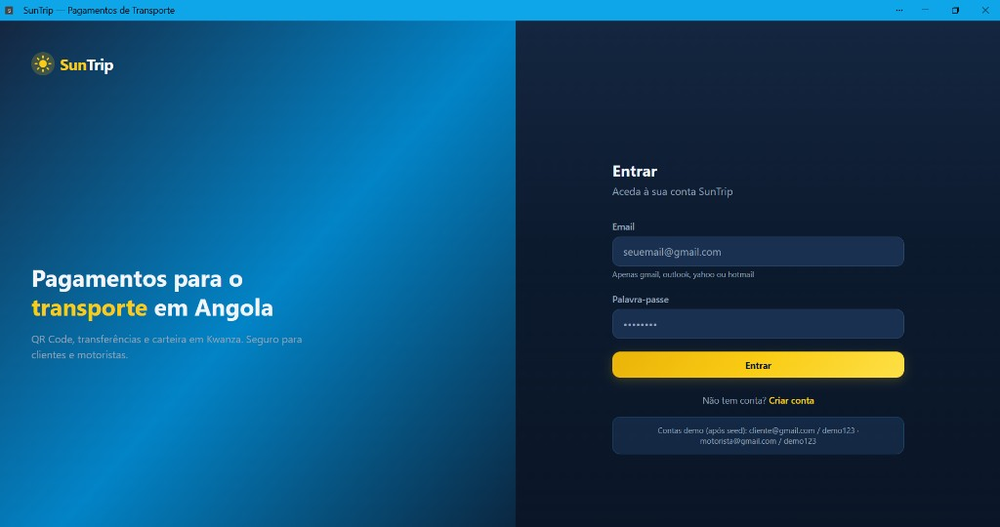 SunTrip — Pagamentos de Transporte
SunTrip
Pagamentos para o
transporte em Angola
QR Code, transferências e carteira em Kwanza. Seguro para
clientes e motoristas.
Entrar
Aceda à sua conta SunTrip
Email
seuemail@gmail.com
Apenas gmail, outlook, yahoo ou hotmail
Palavra-passe
••••••••
Entrar
Não tem conta? Criar conta
Contas demo (após seed): cliente@gmail.com / demo123 ·
motorista@gmail.com / demo123